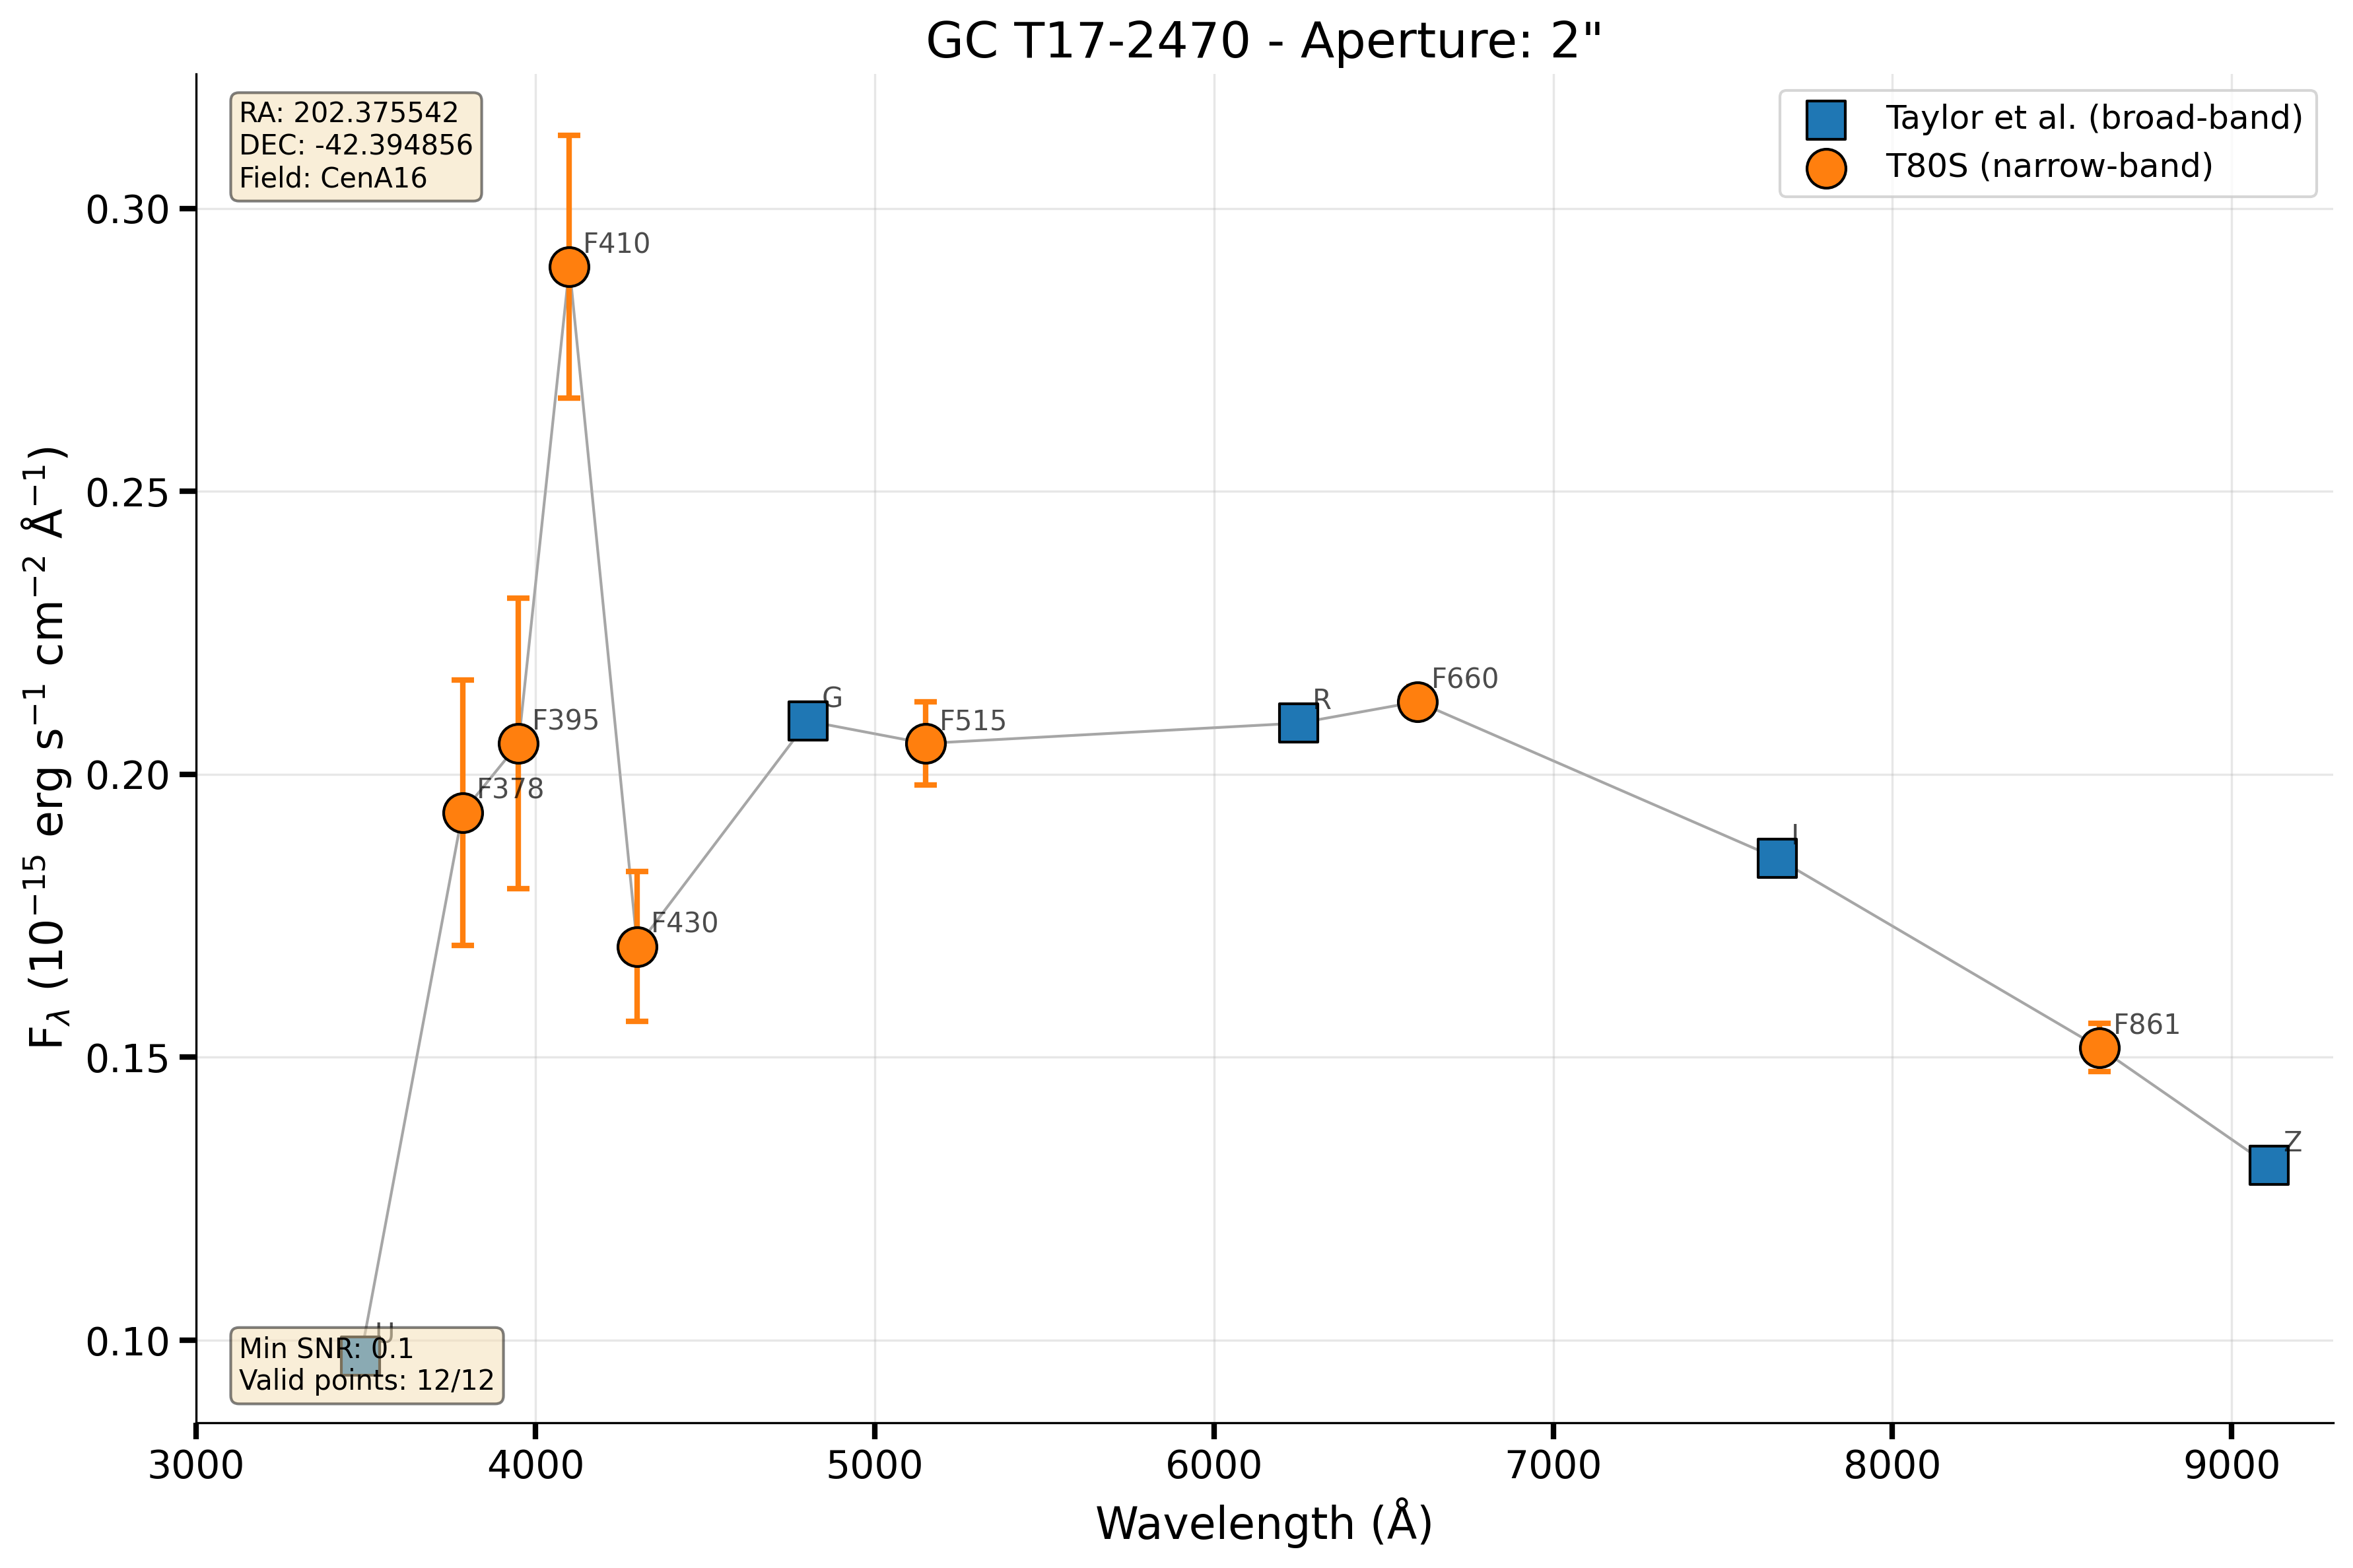 GC T17-2470 - Aperture: 2"
RA: 202.375542
DEC: -42.394856
Field: CenA16
Taylor et al. (broad-band)
T80S (narrow-band)
F410
F395
F378
F430
G
F515
R
F660
I
F861
Z
U
Min SNR: 0.1
Valid points: 12/12
0.30
0.25
0.20
0.15
0.10
3000 4000 5000 6000 7000 8000 9000
Wavelength (Å)
F_λ (10⁻¹⁵ erg s⁻¹ cm⁻² Å⁻¹)